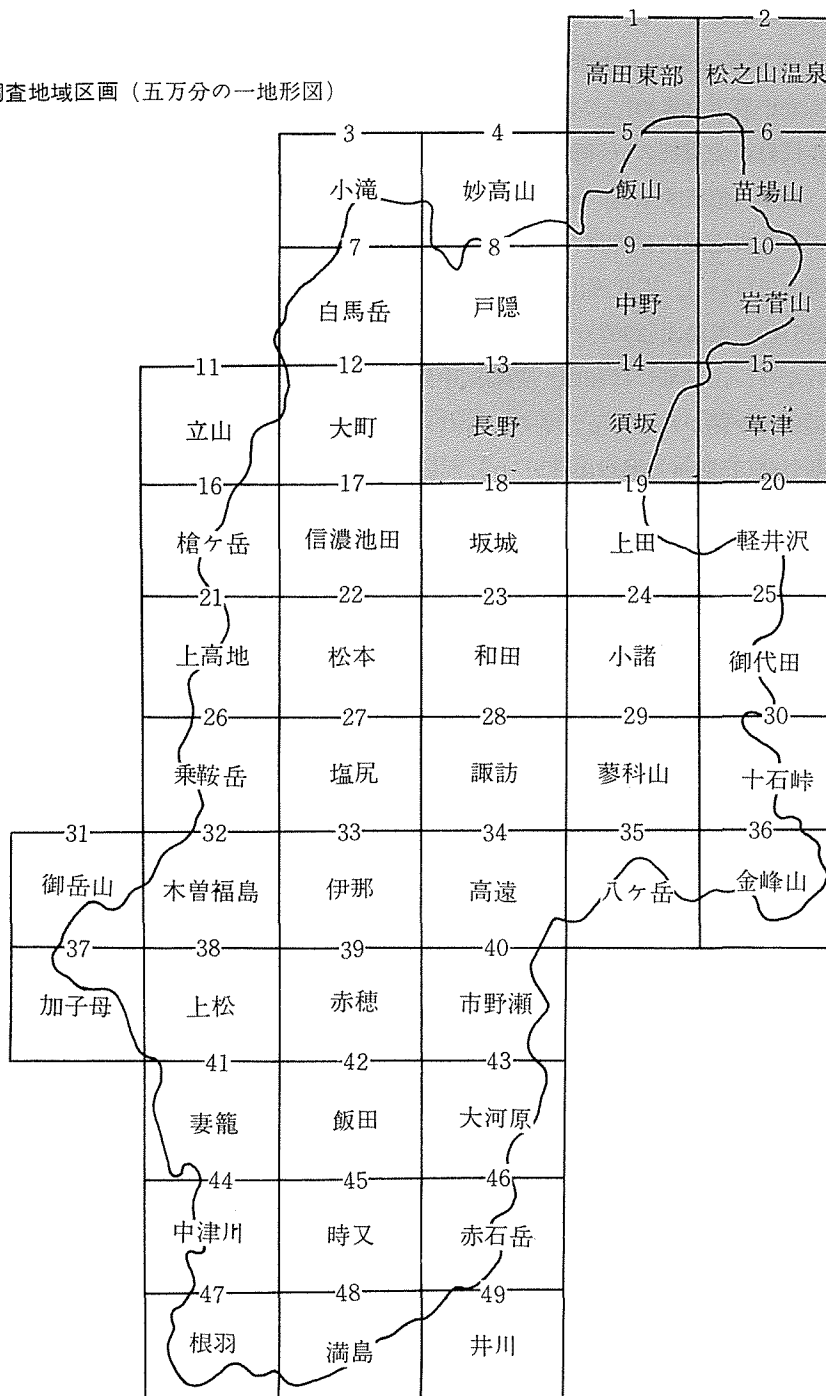 調査地域区画（五万分の一地形図）
1 2
高田東部 松之山温泉
3 4 5 6
小滝 妙高山 飯山 苗場山
7 8 9 10
白馬岳 戸隠 中野 岩菅山
11 12 13 14 15
立山 大町 長野 須坂 草津
16 17 18 19 20
槍ケ岳 信濃池田 坂城 上田 軽井沢
21 22 23 24 25
上高地 松本 和田 小諸 御代田
26 27 28 29 30
乗鞍岳 塩尻 諏訪 蓼科山 十石峠
31 32 33 34 35 36
御岳山 木曽福島 伊那 高遠 八ケ岳 金峰山
37 38 39 40
加子母 上松 赤穂 市野瀬
41 42 43
妻籠 飯田 大河原
44 45 46
中津川 時又 赤石岳
47 48 49
根羽 満島 井川